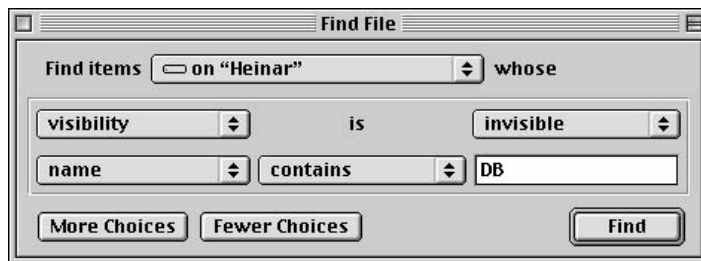 Find File
Find items on “Heinar” whose
visibility is invisible
name contains DB
More Choices Fewer Choices Find